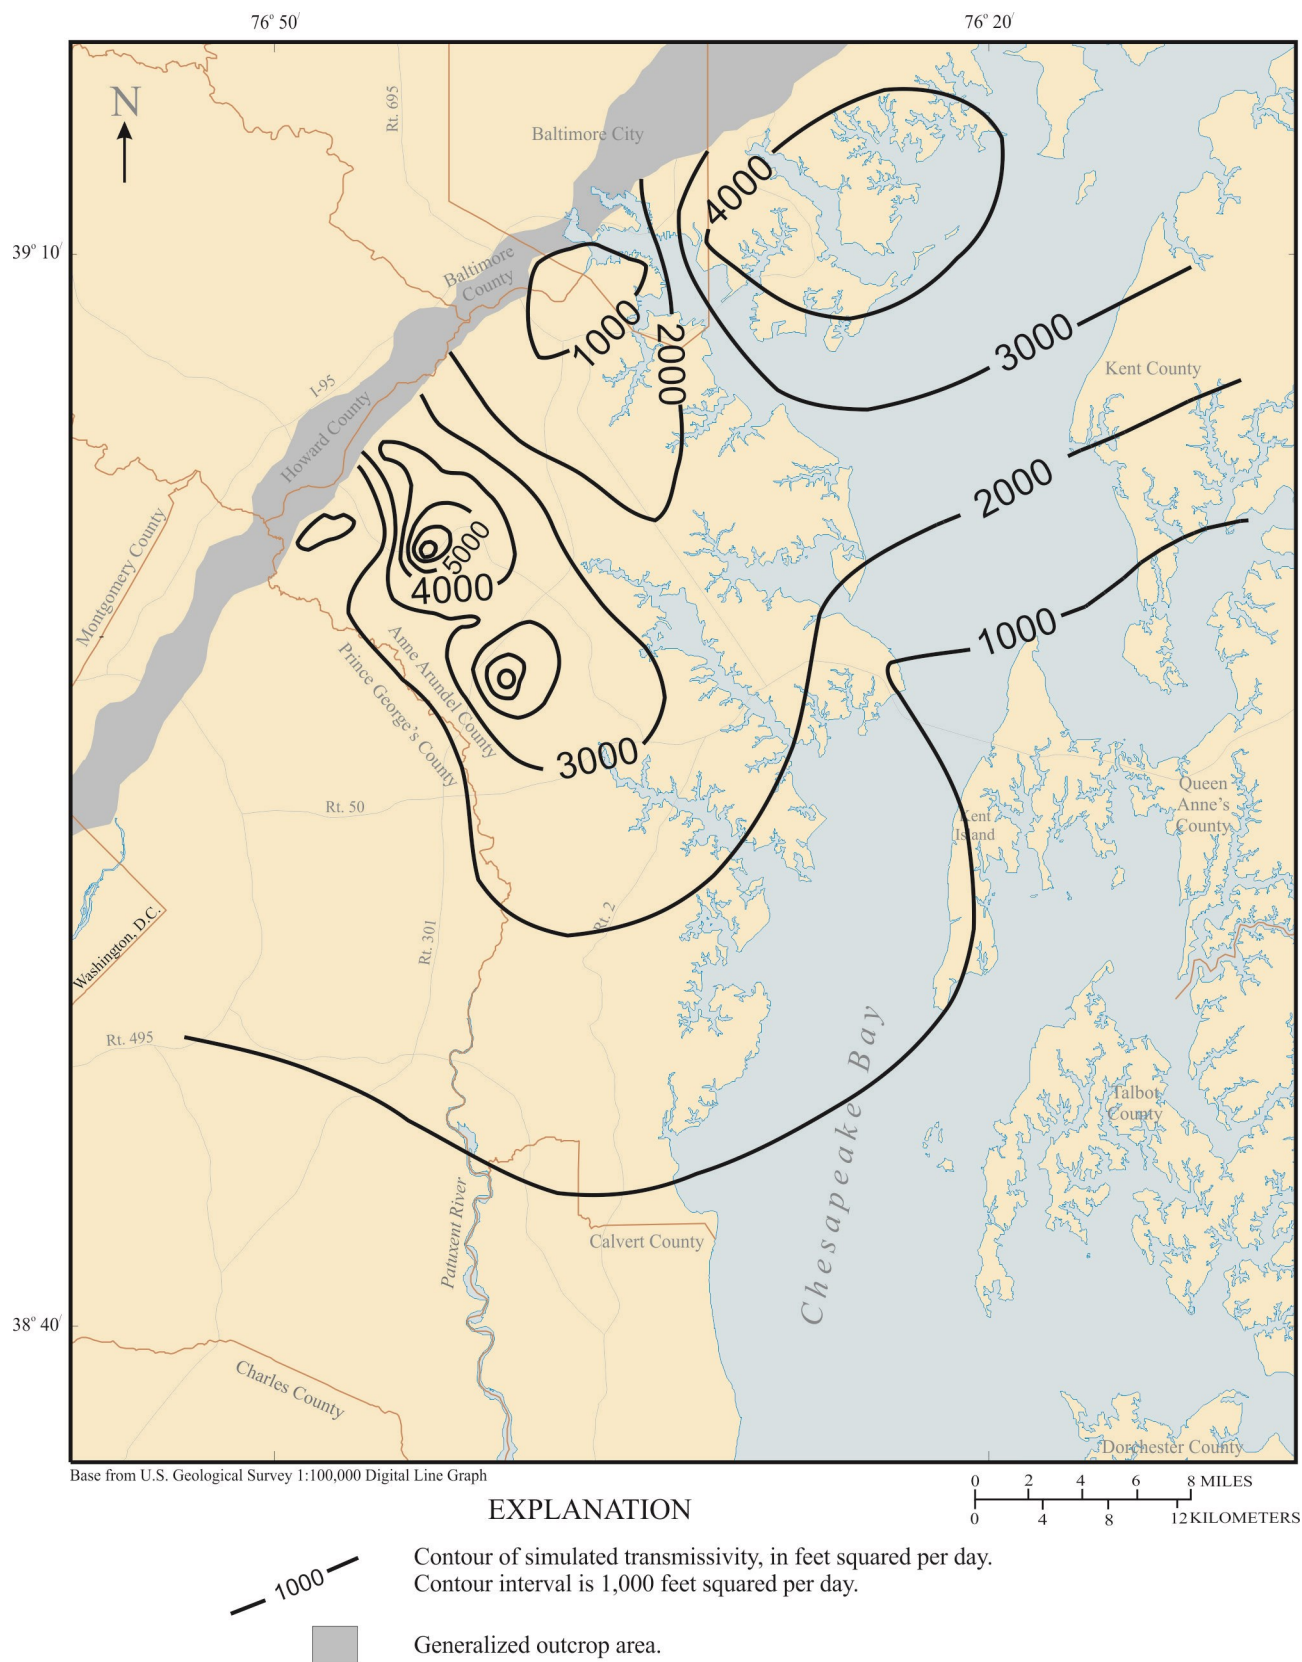 76° 50′
76° 20′
N
Rt. 695
Baltimore City
4000
39° 10′
Baltimore
County
1000
2000
3000
Kent County
I-95
Howard County
2000
Montgomery County
5000
4000
1000
Anne Arundel County
Prince George's County
3000
Rt. 50
Queen
Anne's
County
Kent
Island
Rt. 2
Rt. 301
Washington, D.C.
Rt. 495
Chesapeake Bay
Talbot
County
Patuxent River
Calvert County
38° 40′
Charles County
Dorchester County
Base from U.S. Geological Survey 1:100,000 Digital Line Graph
0 2 4 6 8 MILES
0 4 8 12 KILOMETERS
EXPLANATION
1000
Contour of simulated transmissivity, in feet squared per day.
Contour interval is 1,000 feet squared per day.
Generalized outcrop area.